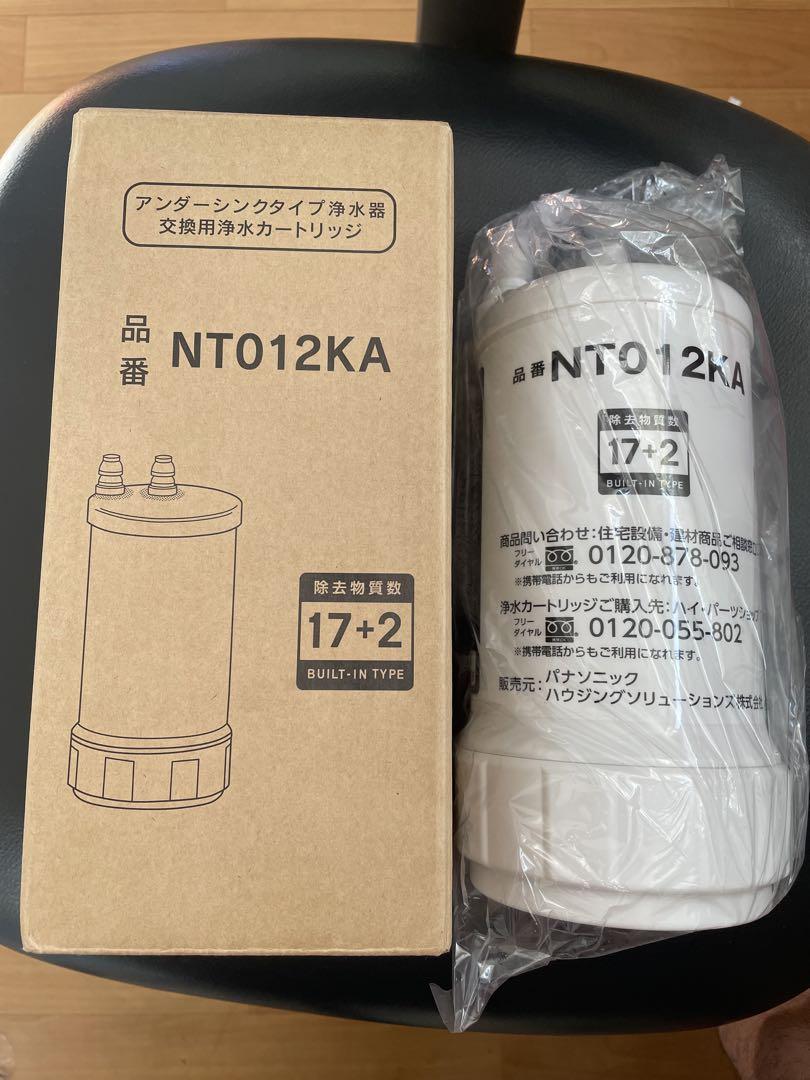 アンダーシンクタイプ浄水器
交換用浄水カートリッジ
品番 NT012KA
除去物質数
17+2
BUILT-IN TYPE
品番 NT012KA
除去物質数
17+2
BUILT-IN TYPE
商品問い合わせ:住宅設備・建材商品ご相談
フリーダイヤル 0120-878-093
※携帯電話からもご利用になれます。
浄水カートリッジご購入先:ハイ・パーツショップ
フリーダイヤル 0120-055-802
※携帯電話からもご利用になれます。
販売元:パナソニック
ハウジングソリューションズ株式会社